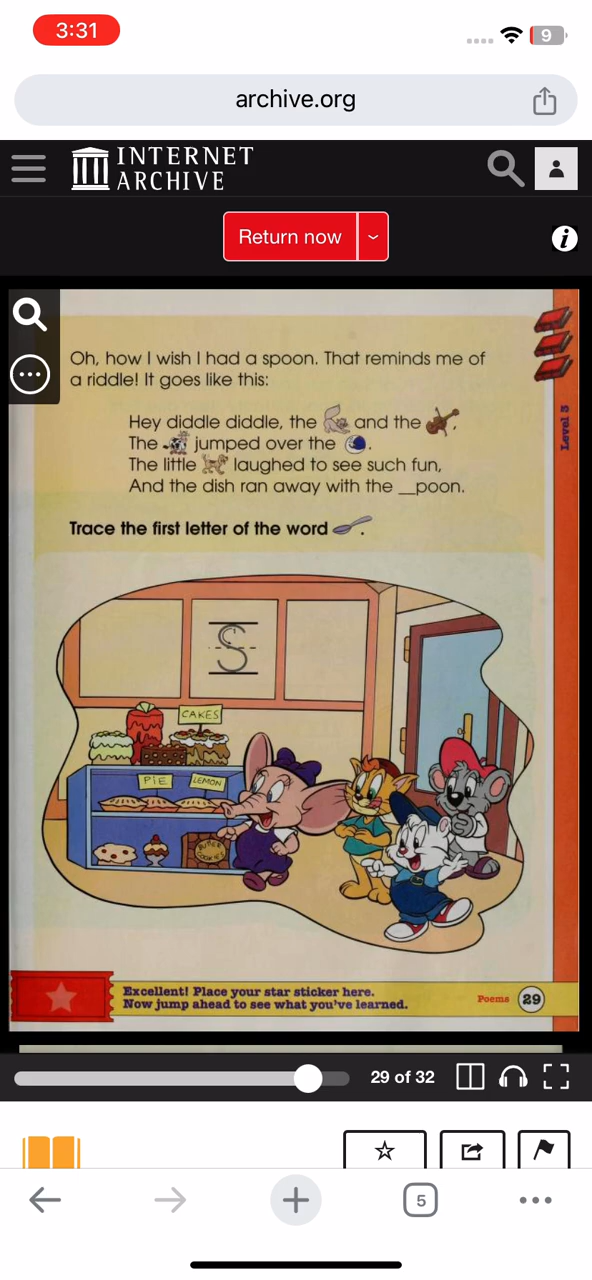 3:31
9
archive.org
INTERNET
ARCHIVE
Return now
Oh, how I wish I had a spoon. That reminds me of
a riddle! It goes like this:
Hey diddle diddle, the and the .
The jumped over the .
The little laughed to see such fun,
And the dish ran away with the __poon.
Trace the first letter of the word .
Level 3
S
CAKES
PIE
LEMON
COOKIES
Excellent! Place your star sticker here.
Now jump ahead to see what you've learned.
Poems 29
29 of 32
5